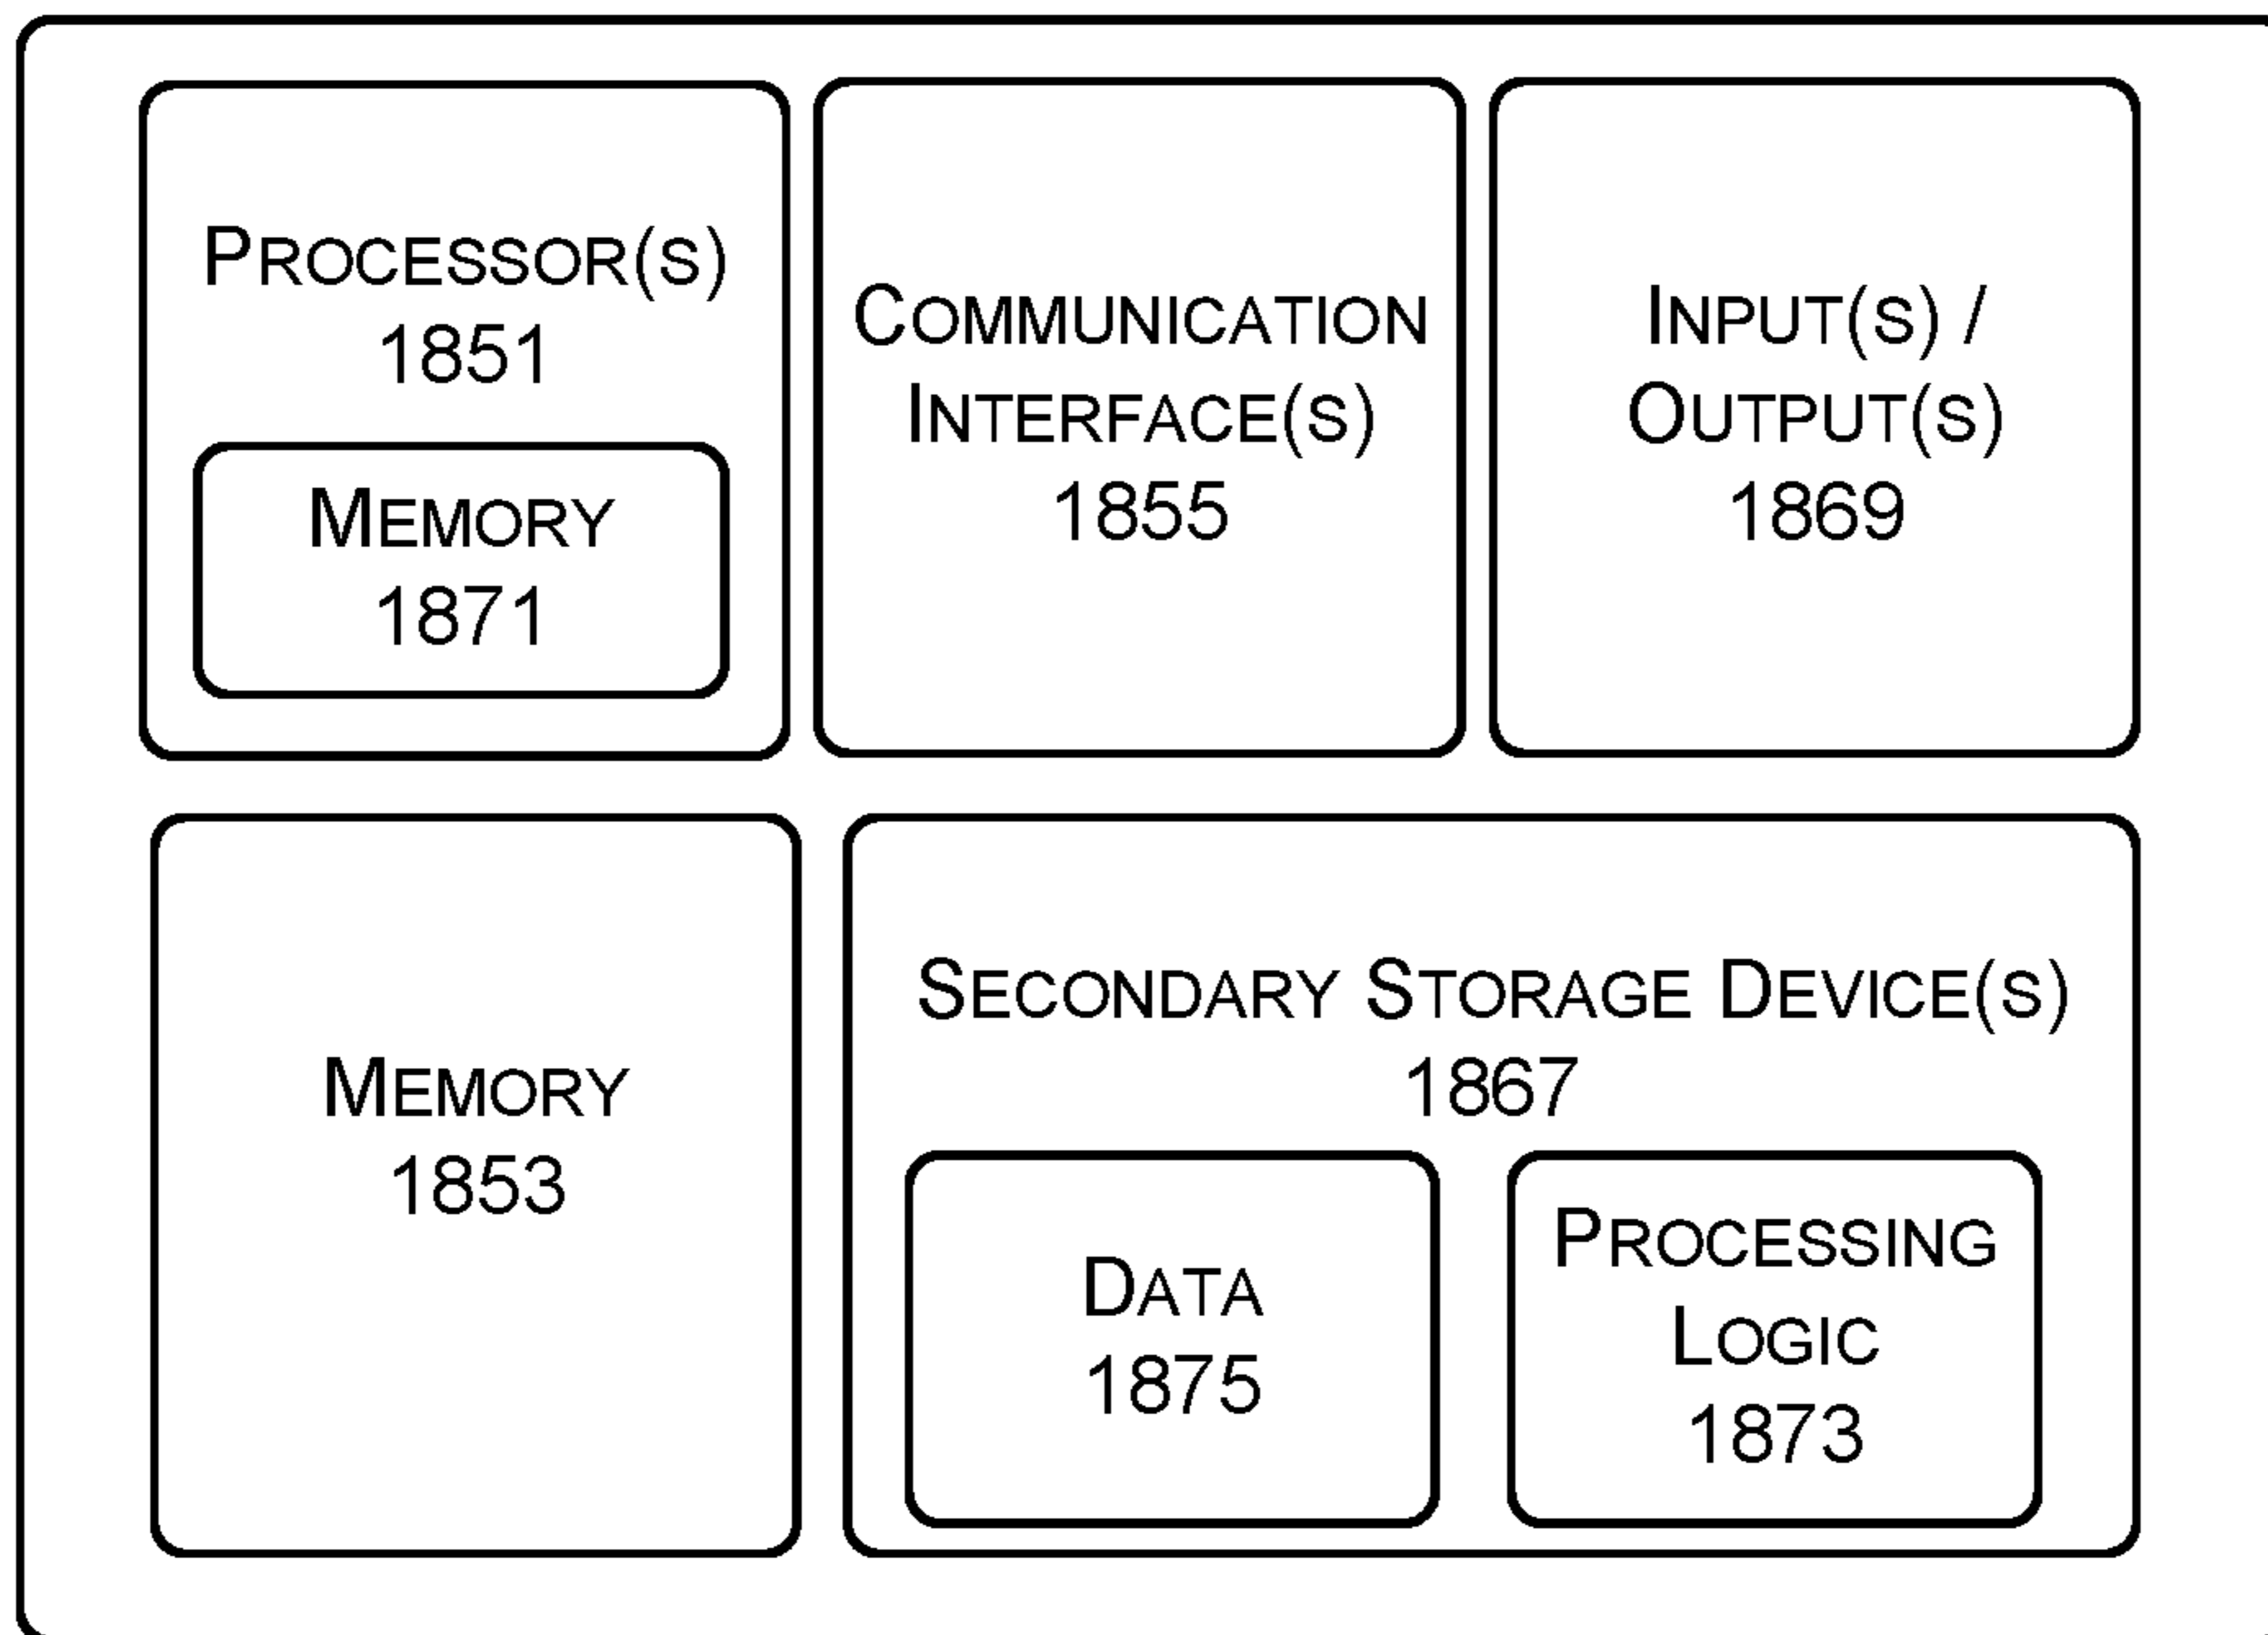 PROCESSOR(S)
1851
MEMORY
1871
COMMUNICATION
INTERFACE(S)
1855
INPUT(S) /
OUTPUT(S)
1869
MEMORY
1853
SECONDARY STORAGE DEVICE(S)
1867
DATA
1875
PROCESSING
LOGIC
1873